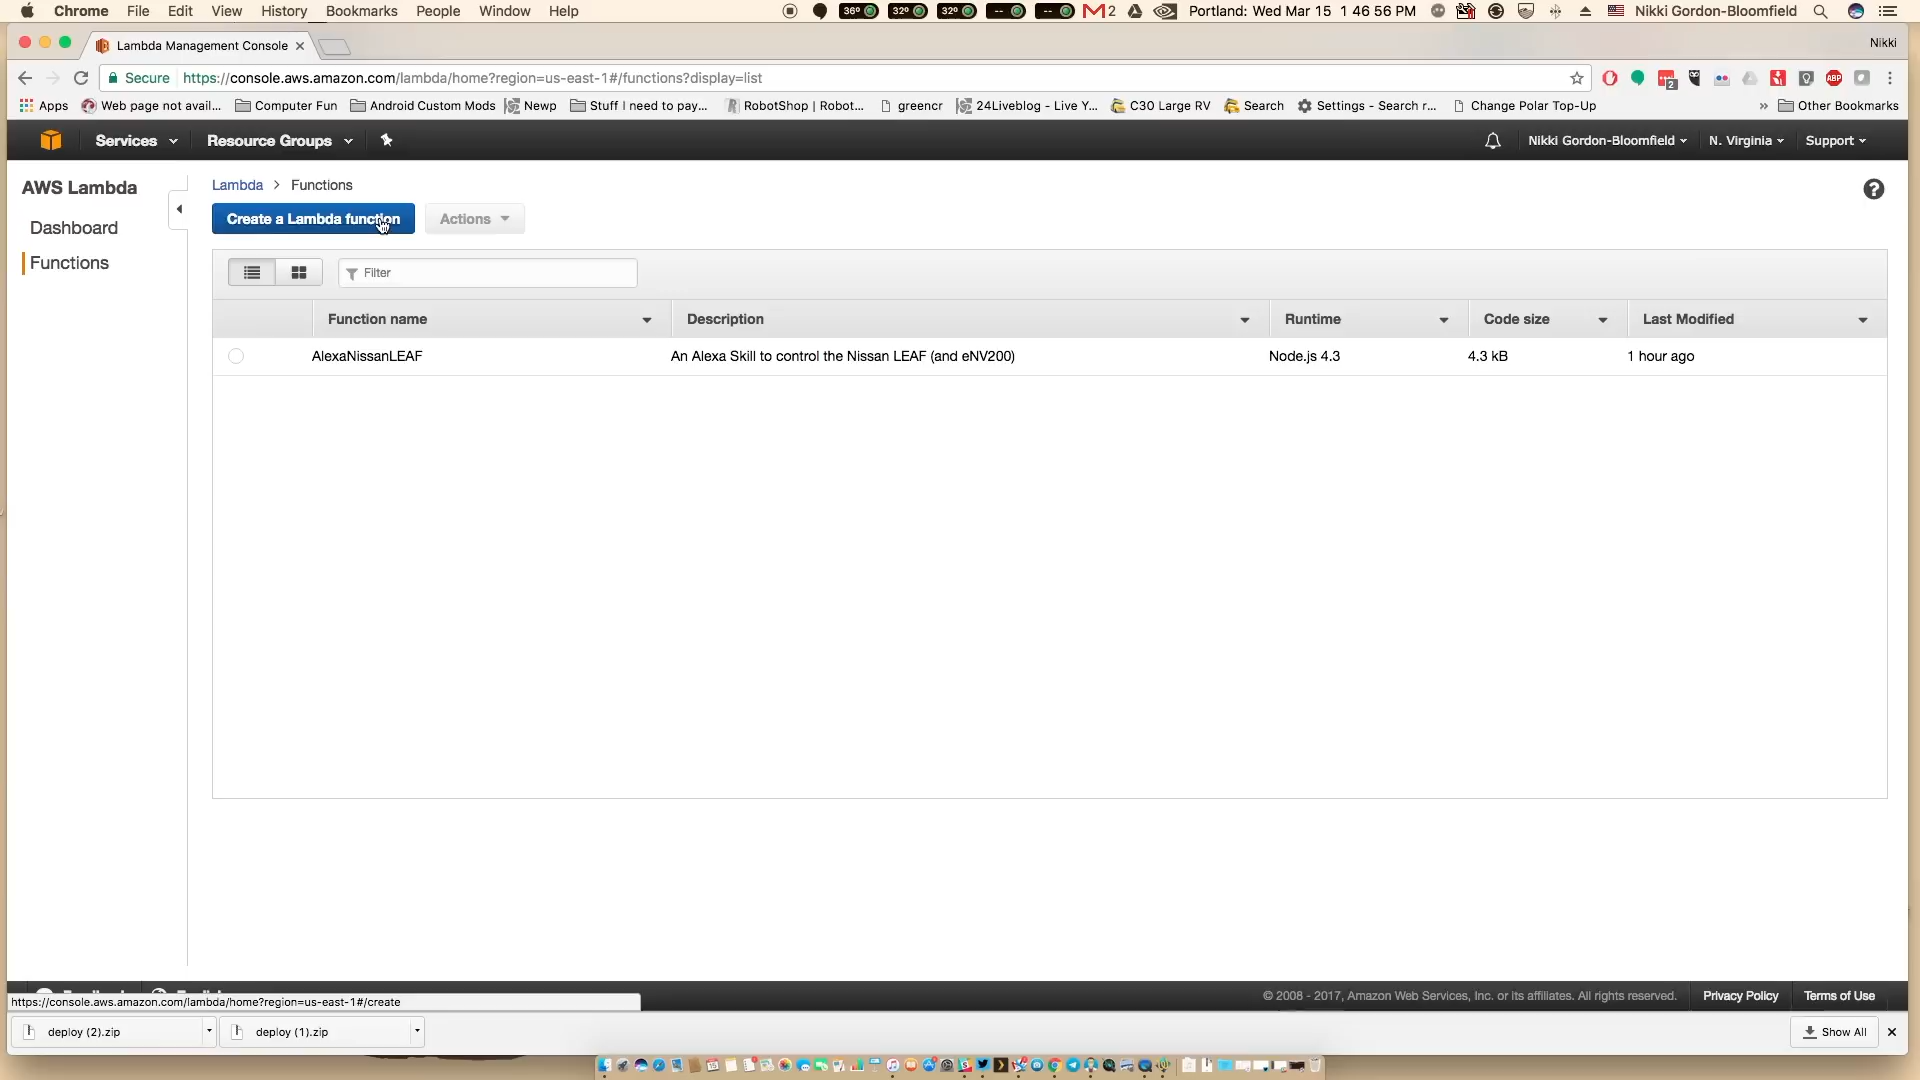 Chrome File Edit View History Bookmarks People Window Help 36º 32º 32º -- -- 2 Portland: Wed Mar 15 1 46 56 PM Nikki Gordon-Bloomfield
Lambda Management Console Nikki
Secure https://console.aws.amazon.com/lambda/home?region=us-east-1#/functions?display=list 2 ABP
Apps Web page not avail... Computer Fun Android Custom Mods Newp Stuff I need to pay... RobotShop | Robot... greencr 24Liveblog - Live Y... C30 Large RV Search Settings - Search r... Change Polar Top-Up » Other Bookmarks
Services Resource Groups Nikki Gordon-Bloomfield N. Virginia Support
AWS Lambda
Dashboard
Functions
Lambda > Functions
Create a Lambda function Actions
Filter
Function name Description Runtime Code size Last Modified
AlexaNissanLEAF An Alexa Skill to control the Nissan LEAF (and eNV200) Node.js 4.3 4.3 kB 1 hour ago
© 2008 - 2017, Amazon Web Services, Inc. or its affiliates. All rights reserved. Privacy Policy Terms of Use
https://console.aws.amazon.com/lambda/home?region=us-east-1#/create
deploy (2).zip deploy (1).zip Show All